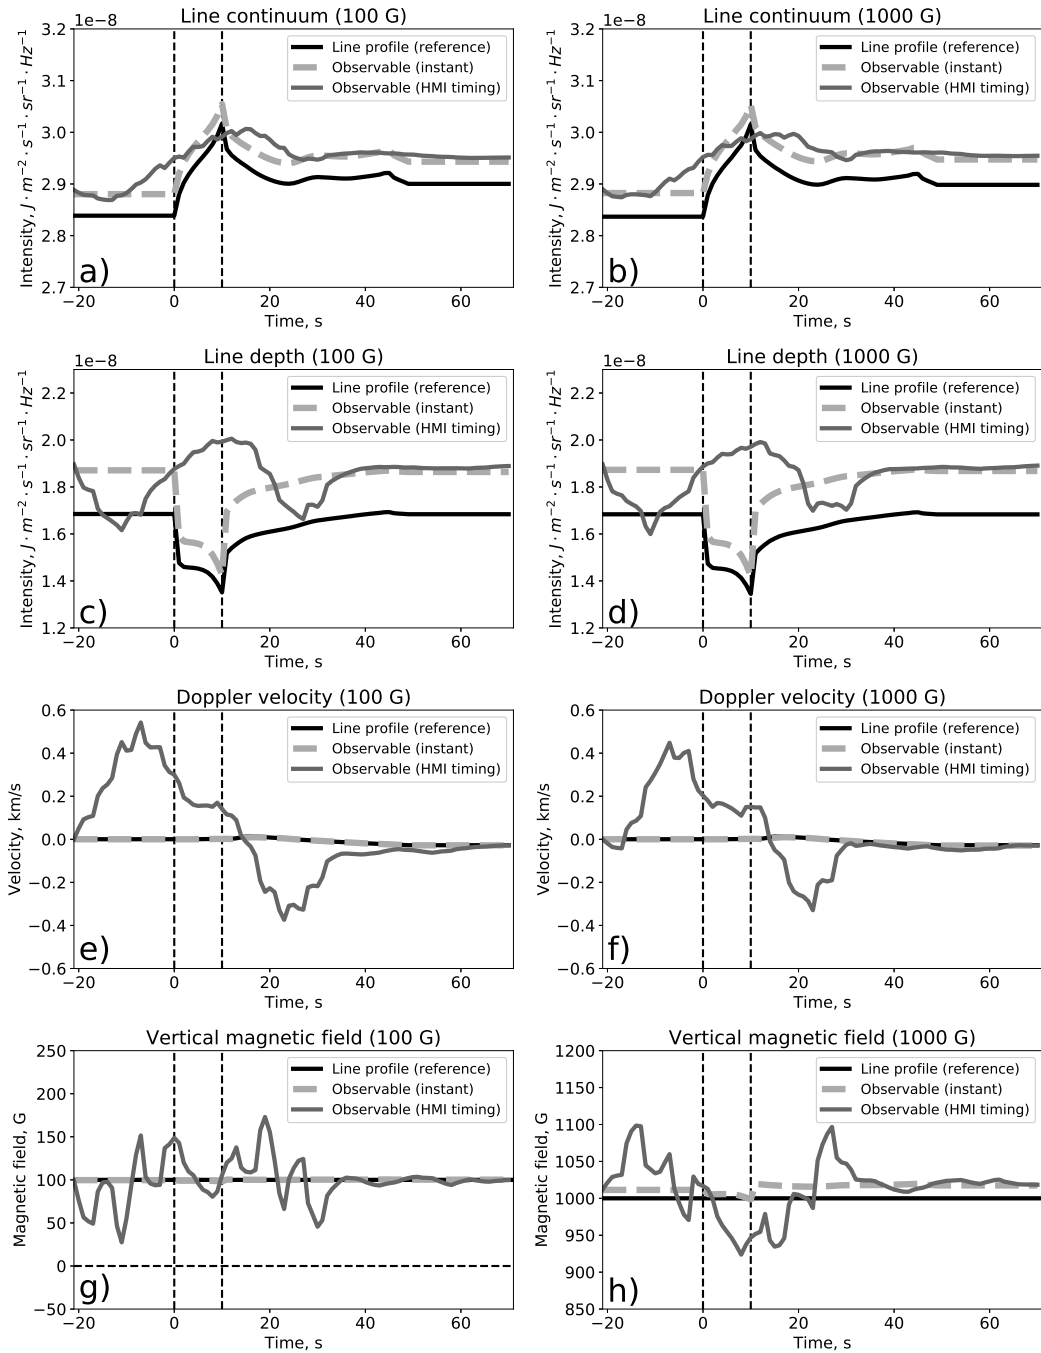 Line continuum (100 G)
1e−8
Intensity, J · m⁻² · s⁻¹ · sr⁻¹ · Hz⁻¹
3.2
3.1
3.0
2.9
2.8
2.7
Line profile (reference)
Observable (instant)
Observable (HMI timing)
a)
−20 0 20 40 60
Time, s
Line continuum (1000 G)
1e−8
Intensity, J · m⁻² · s⁻¹ · sr⁻¹ · Hz⁻¹
3.2
3.1
3.0
2.9
2.8
2.7
Line profile (reference)
Observable (instant)
Observable (HMI timing)
b)
−20 0 20 40 60
Time, s
Line depth (100 G)
1e−8
Intensity, J · m⁻² · s⁻¹ · sr⁻¹ · Hz⁻¹
2.2
2.0
1.8
1.6
1.4
1.2
Line profile (reference)
Observable (instant)
Observable (HMI timing)
c)
−20 0 20 40 60
Time, s
Line depth (1000 G)
1e−8
Intensity, J · m⁻² · s⁻¹ · sr⁻¹ · Hz⁻¹
2.2
2.0
1.8
1.6
1.4
1.2
Line profile (reference)
Observable (instant)
Observable (HMI timing)
d)
−20 0 20 40 60
Time, s
Doppler velocity (100 G)
Velocity, km/s
0.6
0.4
0.2
0.0
−0.2
−0.4
−0.6
Line profile (reference)
Observable (instant)
Observable (HMI timing)
e)
−20 0 20 40 60
Time, s
Doppler velocity (1000 G)
Velocity, km/s
0.6
0.4
0.2
0.0
−0.2
−0.4
−0.6
Line profile (reference)
Observable (instant)
Observable (HMI timing)
f)
−20 0 20 40 60
Time, s
Vertical magnetic field (100 G)
Magnetic field, G
250
200
150
100
50
0
−50
Line profile (reference)
Observable (instant)
Observable (HMI timing)
g)
−20 0 20 40 60
Time, s
Vertical magnetic field (1000 G)
Magnetic field, G
1200
1150
1100
1050
1000
950
900
850
Line profile (reference)
Observable (instant)
Observable (HMI timing)
h)
−20 0 20 40 60
Time, s